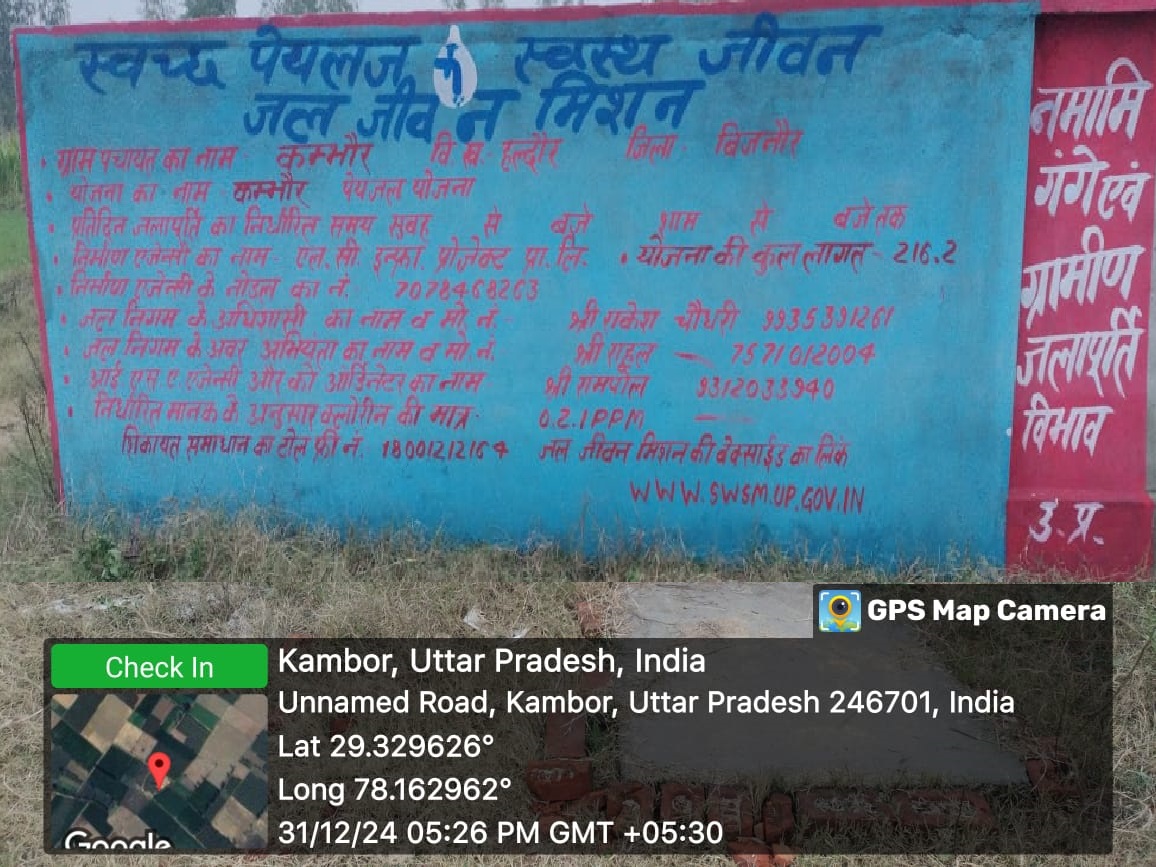 स्वच्छ पेयलज स्वस्थ जीवन
जल जीवन मिशन
• ग्राम पंचायत का नाम - कम्भौर वि. ख.- हल्दौर जिला - बिजनौर
• योजना का नाम - कम्भौर पेयजल योजना
• प्रतिदिन जलापूर्ति का निर्धारित समय सुबह से बजे शाम से बजे तक
• निर्माण एजेन्सी का नाम - एल. सी. इन्फ्रा. प्रोजेक्ट प्रा. लि. • योजना की कुल लागत - 216.2
• निर्माण एजेन्सी के नोडल का नं. 7078468263
• जल निगम के अधिशासी का नाम व मो. नं.- श्री राकेश चौधरी 9935391261
• जल निगम के अवर अभियंता का नाम व मो. नं. श्री राहुल — 7571012004
• आई एस ए एजेन्सी और को आर्डिनेटर का नाम श्री रामपाल 9312033940
• निर्धारित मानक के अनुसार क्लोरीन की मात्र - 0.2.1PPM —
शिकायत समाधान का टोल फ्री नं. 18001212164 जल जीवन मिशन की वेबसाईड का लिंक
WWW.SWSM.UP.GOV.IN
नमामि
गंगे एवं
ग्रामीण
जलापूर्ति
विभाव
उ. प्र.
GPS Map Camera
Check In
Kambor, Uttar Pradesh, India
Unnamed Road, Kambor, Uttar Pradesh 246701, India
Lat 29.329626°
Long 78.162962°
31/12/24 05:26 PM GMT +05:30
Google